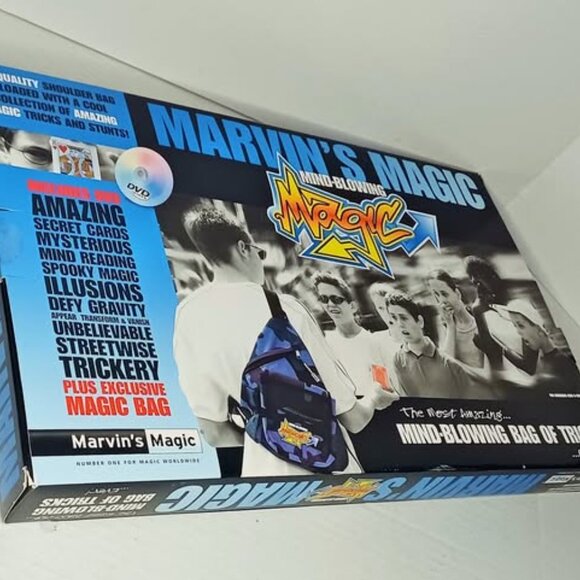 QUALITY SHOULDER BAG
LOADED WITH A COOL
COLLECTION OF AMAZING
MAGIC TRICKS AND STUNTS!
DVD
MARVIN'S MAGIC
MIND-BLOWING
Magic
AMAZING
SECRET CARDS
MYSTERIOUS
MIND READING
SPOOKY MAGIC
ILLUSIONS
DEFY GRAVITY
APPEAR TRANSFORM & VANISH
UNBELIEVABLE
STREETWISE
TRICKERY
PLUS EXCLUSIVE
MAGIC BAG
Marvin's Magic
NUMBER ONE FOR MAGIC WORLDWIDE
The Most Amazing...
MIND-BLOWING BAG OF TRIC
MIND-BLOWING
BAG OF TRICKS
MARVIN'S MAGIC
Magic